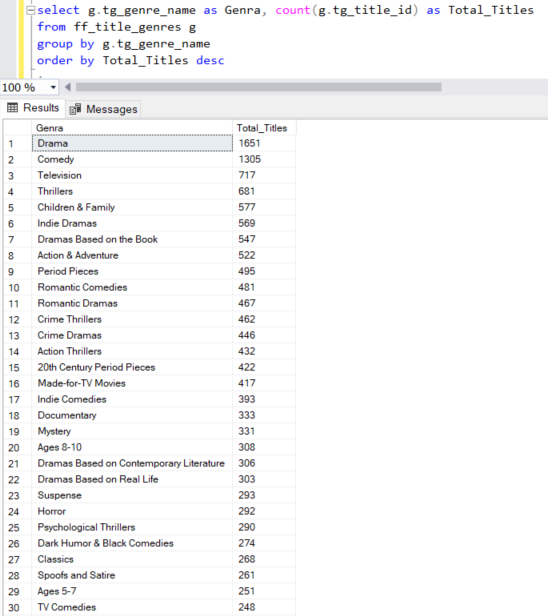 select g.tg_genre_name as Genra, count(g.tg_title_id) as Total_Titles
from ff_title_genres g
group by g.tg_genre_name
order by Total_Titles desc
100 %
Results Messages
Genra Total_Titles
1 Drama 1651
2 Comedy 1305
3 Television 717
4 Thrillers 681
5 Children & Family 577
6 Indie Dramas 569
7 Dramas Based on the Book 547
8 Action & Adventure 522
9 Period Pieces 495
10 Romantic Comedies 481
11 Romantic Dramas 467
12 Crime Thrillers 462
13 Crime Dramas 446
14 Action Thrillers 432
15 20th Century Period Pieces 422
16 Made-for-TV Movies 417
17 Indie Comedies 393
18 Documentary 333
19 Mystery 331
20 Ages 8-10 308
21 Dramas Based on Contemporary Literature 306
22 Dramas Based on Real Life 303
23 Suspense 293
24 Horror 292
25 Psychological Thrillers 290
26 Dark Humor & Black Comedies 274
27 Classics 268
28 Spoofs and Satire 261
29 Ages 5-7 251
30 TV Comedies 248